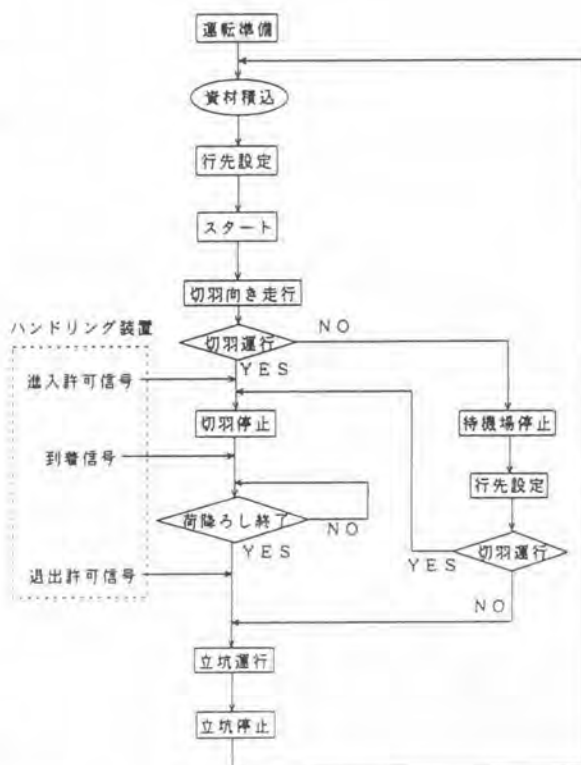 運転準備
資材積込
行先設定
スタート
切羽向き走行
ハンドリング装置
切羽運行
NO
YES
進入許可信号
切羽停止
待機場停止
到着信号
行先設定
荷降ろし終了
NO
YES
切羽運行
YES
退出許可信号
NO
立坑運行
立坑停止